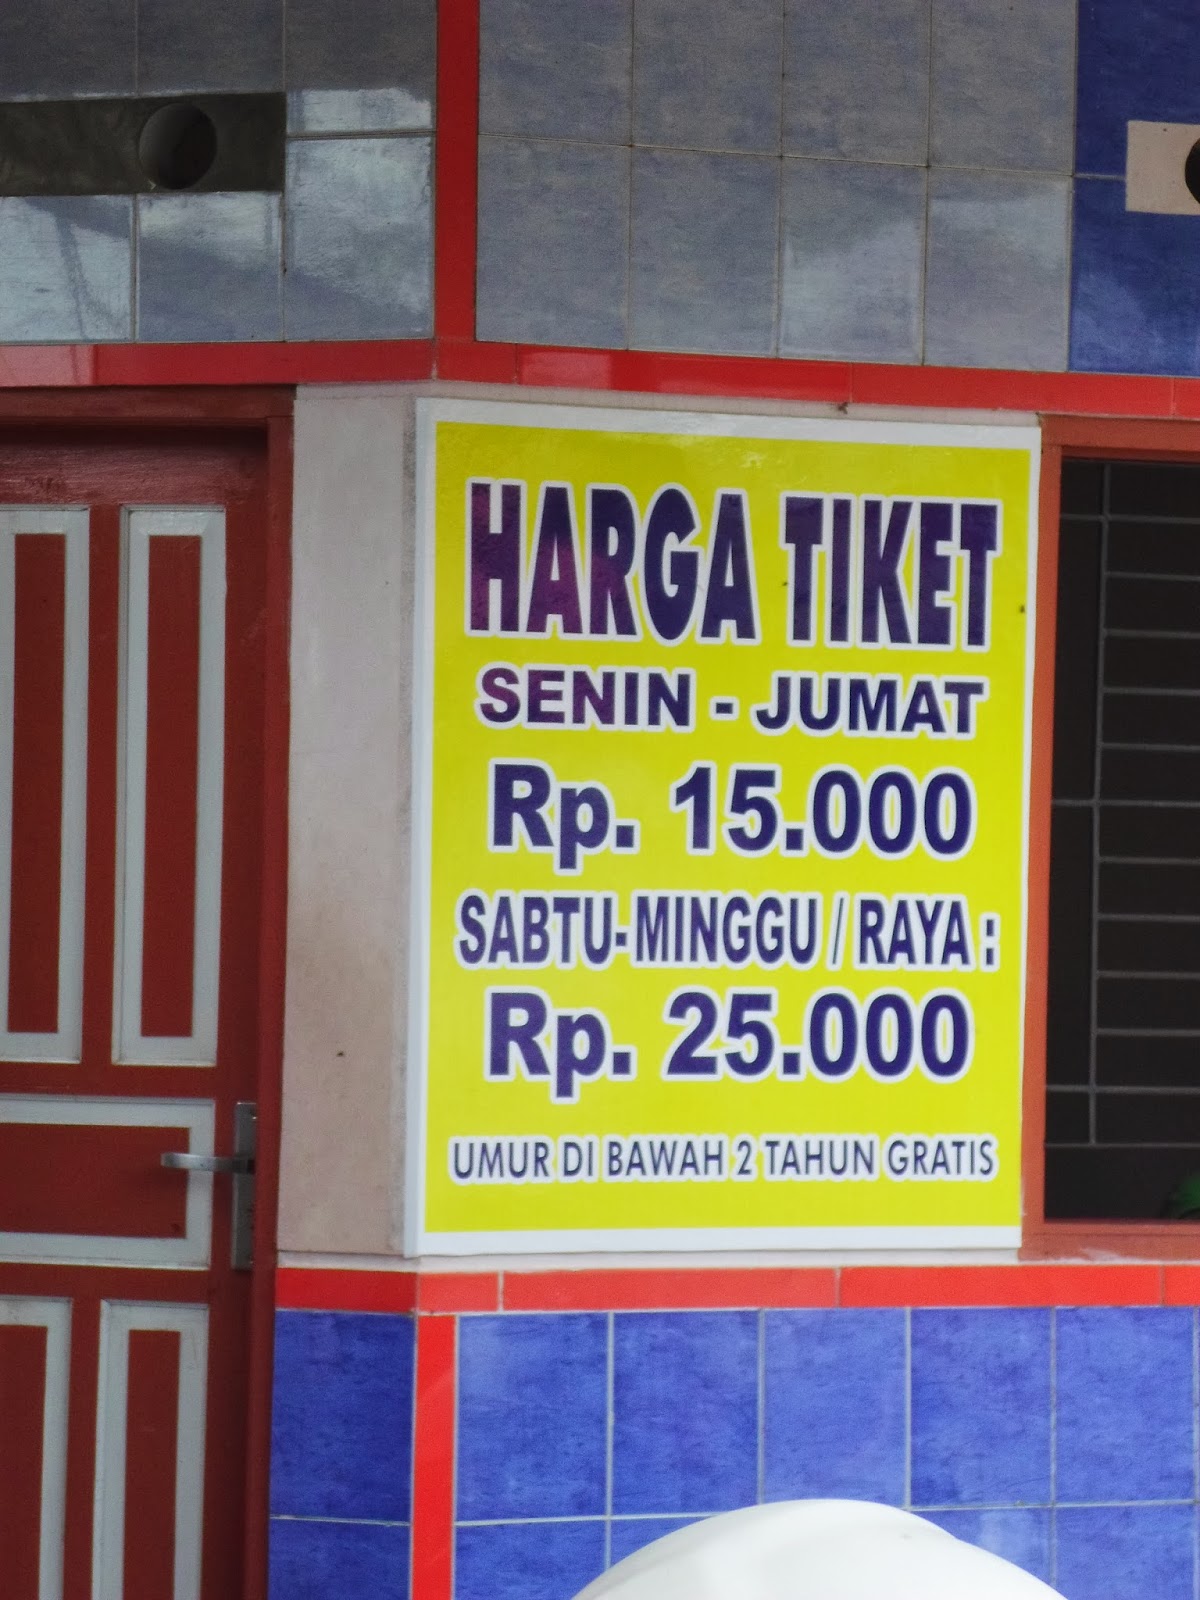 HARGA TIKET
SENIN - JUMAT
Rp. 15.000
SABTU-MINGGU / RAYA :
Rp. 25.000
UMUR DI BAWAH 2 TAHUN GRATIS